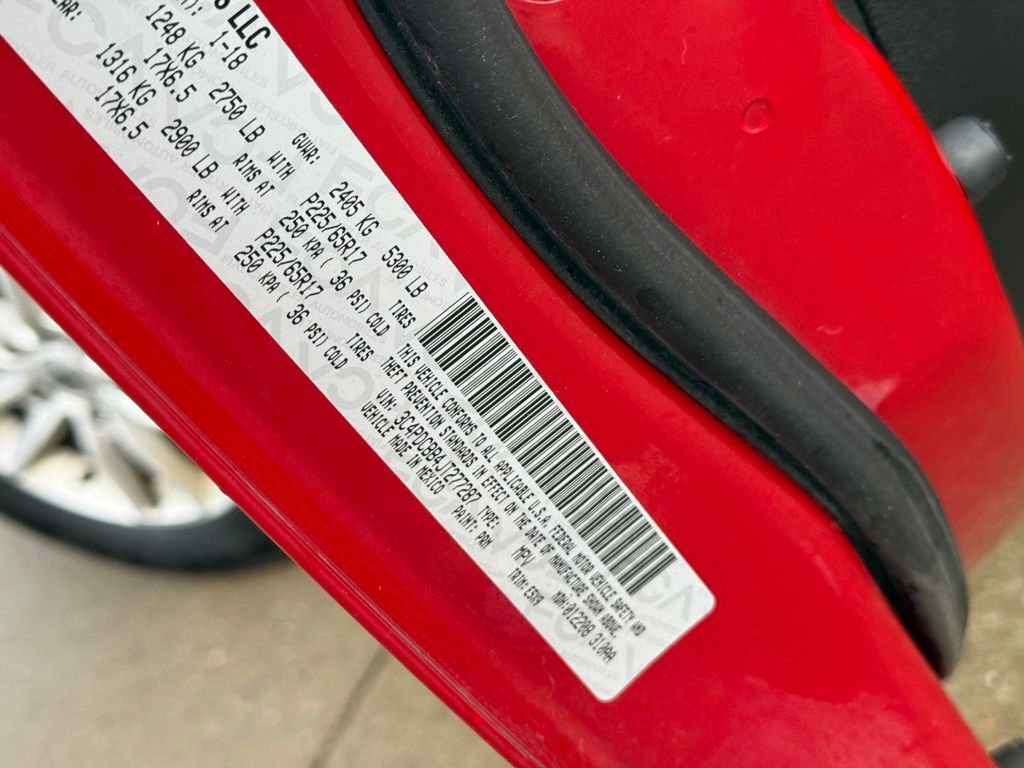 S LLC
1-18
GVWR: 2405 KG 5300 LB
1248 KG 2750 LB WITH P225/65R17 TIRES
17X6.5 RIMS AT 250 KPA ( 36 PSI) COLD
1316 KG 2900 LB WITH P225/65R17 TIRES
17X6.5 RIMS AT 250 KPA ( 36 PSI) COLD
THIS VEHICLE CONFORMS TO ALL APPLICABLE U.S.A. FEDERAL MOTOR VEHICLE SAFETY AND
THEFT PREVENTION STANDARDS IN EFFECT ON THE DATE OF MANUFACTURE SHOWN ABOVE.
VIN: 3C4PDCBB4JT277287 TYPE: MPV MDH:012208 310AA
VEHICLE MADE IN MEXICO PAINT: PRM TRIM: E5X9